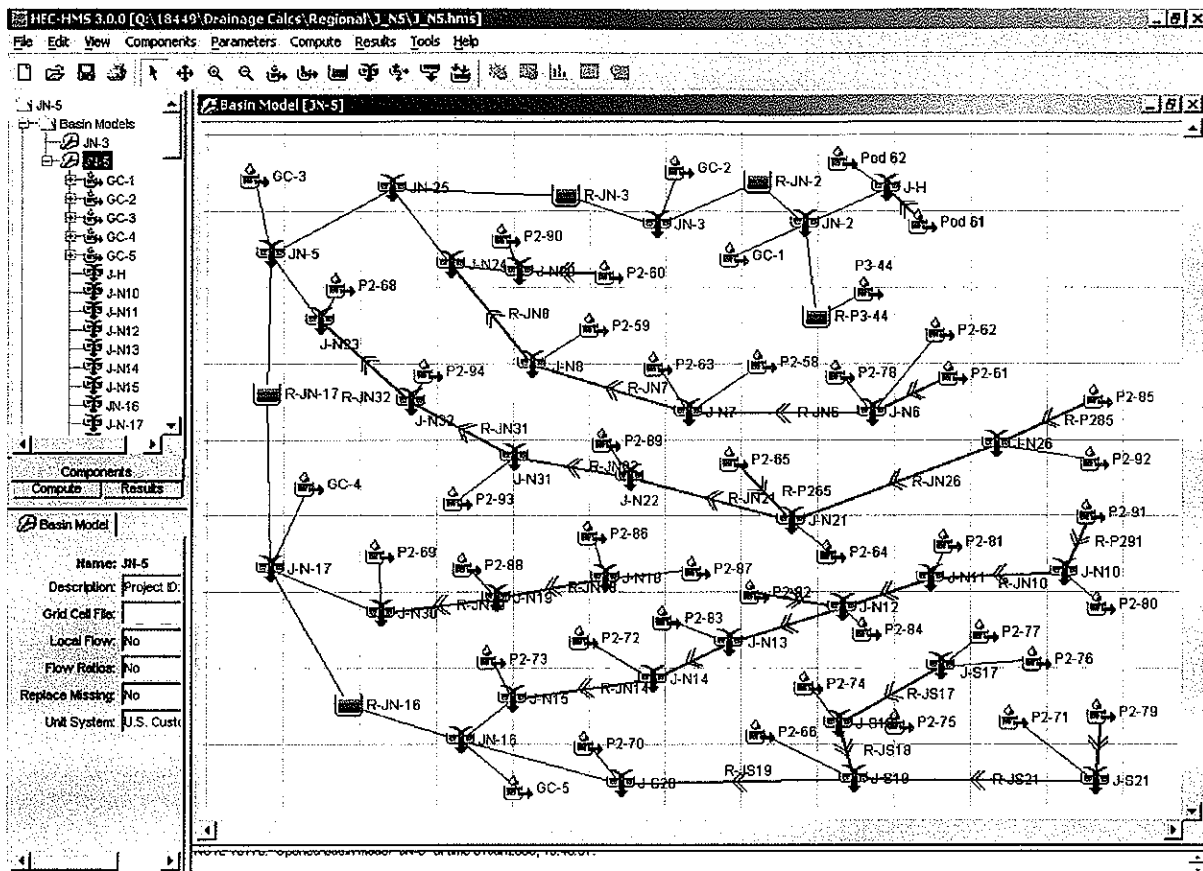 HEC-HMS 3.0.0 [Q:\18449\Drainage Calcs\Regional\J_N5\J_N5.hms]
File Edit View Components Parameters Compute Results Tools Help
JN-5
Basin Models
JN-3
JN-5
GC-1
GC-2
GC-3
GC-4
GC-5
J-H
J-N10
J-N11
J-N12
J-N13
J-N14
J-N15
JN-16
J-N-17
Components
Compute Results
Basin Model
Name: JN-5
Description: Project ID:
Grid Cell File:
Local Flow: No
Flow Ratios: No
Replace Missing: No
Unit System: U.S. Custo
Basin Model [JN-5]
GC-3
JN-25
R-JN-3
GC-2
R-JN-2
Pod 62
J-H
JN-5
JN-3
JN-2
Pod 61
P2-90
J-N24
P2-60
GC-1
P3-44
P2-68
R-JN8
P2-59
R-P3-44
P2-62
J-N23
J-N8
P2-63
P2-58
P2-78
P2-61
P2-94
R-JN7
R-JN-17
R-JN32
J-N7
R-JN6
J-N6
P2-85
J-N32
R-JN31
P2-89
R-P285
J-N26
P2-65
P2-92
J-N31
J-N22
R-JN21
R-P265
R-JN26
GC-4
P2-93
J-N21
P2-91
P2-86
P2-64
P2-81
R-P291
J-N-17
P2-69
P2-88
J-N18
P2-87
J-N11
R-JN10
J-N10
J-N30
J-N19
P2-82
J-N12
P2-80
P2-72
P2-83
P2-84
P2-77
J-N13
P2-73
P2-76
R-JN14
J-N14
P2-74
R-JS17
J-S17
R-JN-16
J-N15
P2-75
P2-71
P2-79
JN-16
P2-70
P2-66
R-JS18
GC-5
J-S20
R-JS19
J-S19
R-JS21
J-S21